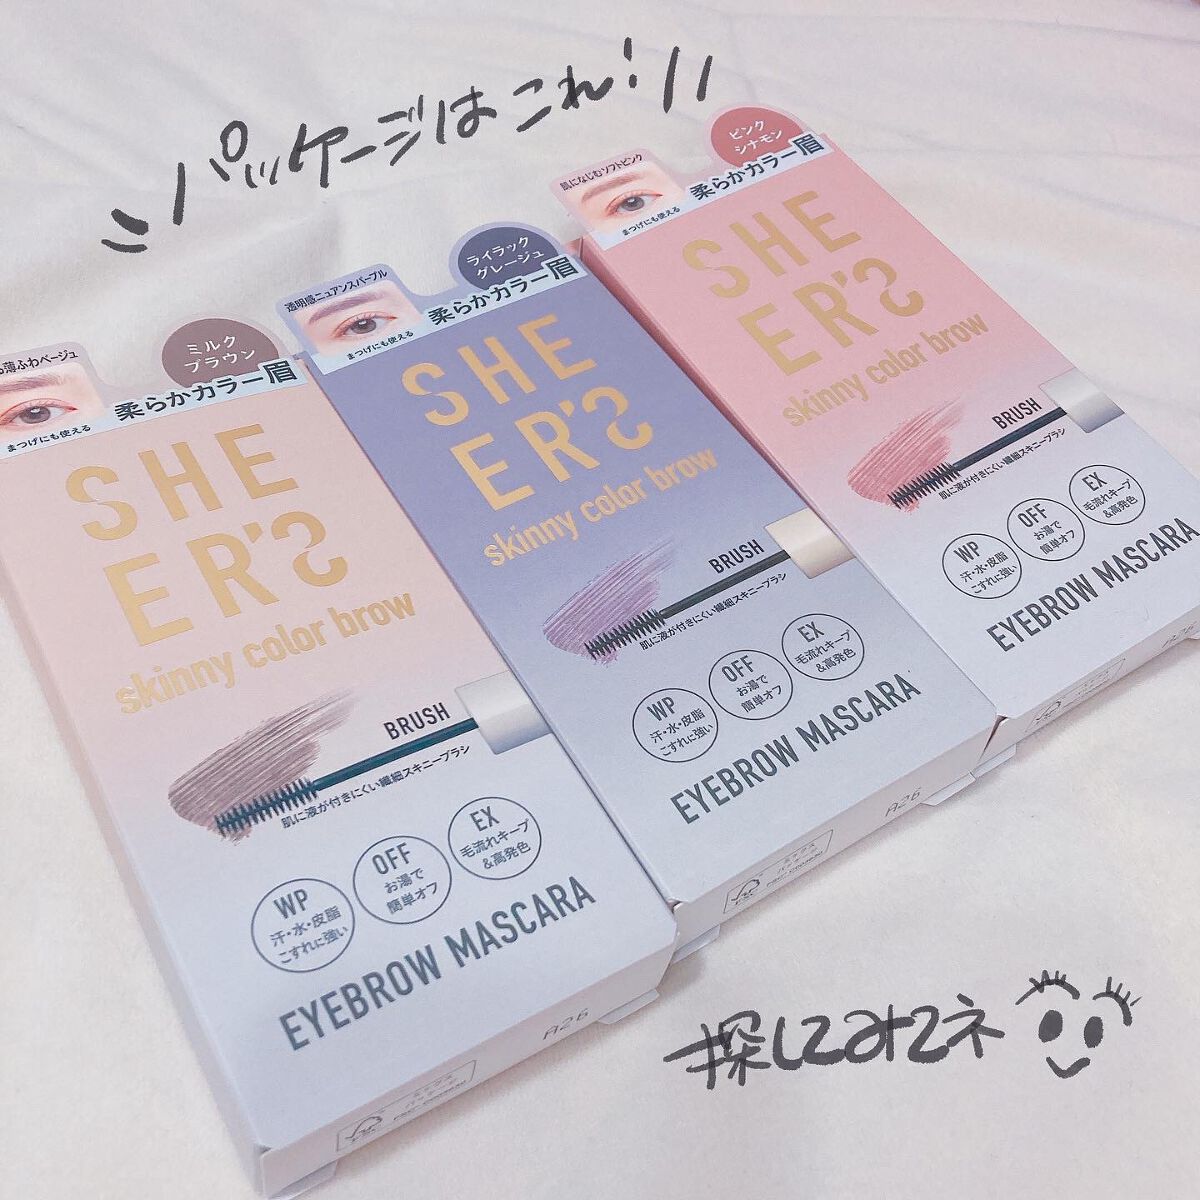 パッケージはこれ!
薄ふわベージュ
まつげにも使える
ミルク
ブラウン
柔らかカラー眉
SHE
ER'S
skinny color brow
BRUSH
肌に液が付きにくい繊細スキニーブラシ
WP
汗・水・皮脂
こすれに強い
OFF
お湯で
簡単オフ
EX
毛流れキープ
&高発色
EYEBROW MASCARA
A26
FSC
ミックス
透明感ニュアンスパープル
まつげにも使える
ライラック
グレージュ
柔らかカラー眉
SHE
ER'S
skinny color brow
BRUSH
肌に液が付きにくい繊細スキニーブラシ
WP
汗・水・皮脂
こすれに強い
OFF
お湯で
簡単オフ
EX
毛流れキープ
&高発色
EYEBROW MASCARA
A26
FSC
ミックス
肌になじむソフトピンク
まつげにも使える
ピンク
シナモン
柔らかカラー眉
SHE
ER'S
skinny color brow
BRUSH
肌に液が付きにくい繊細スキニーブラシ
WP
汗・水・皮脂
こすれに強い
OFF
お湯で
簡単オフ
EX
毛流れキープ
&高発色
EYEBROW MASCARA
A26
探してみてネ